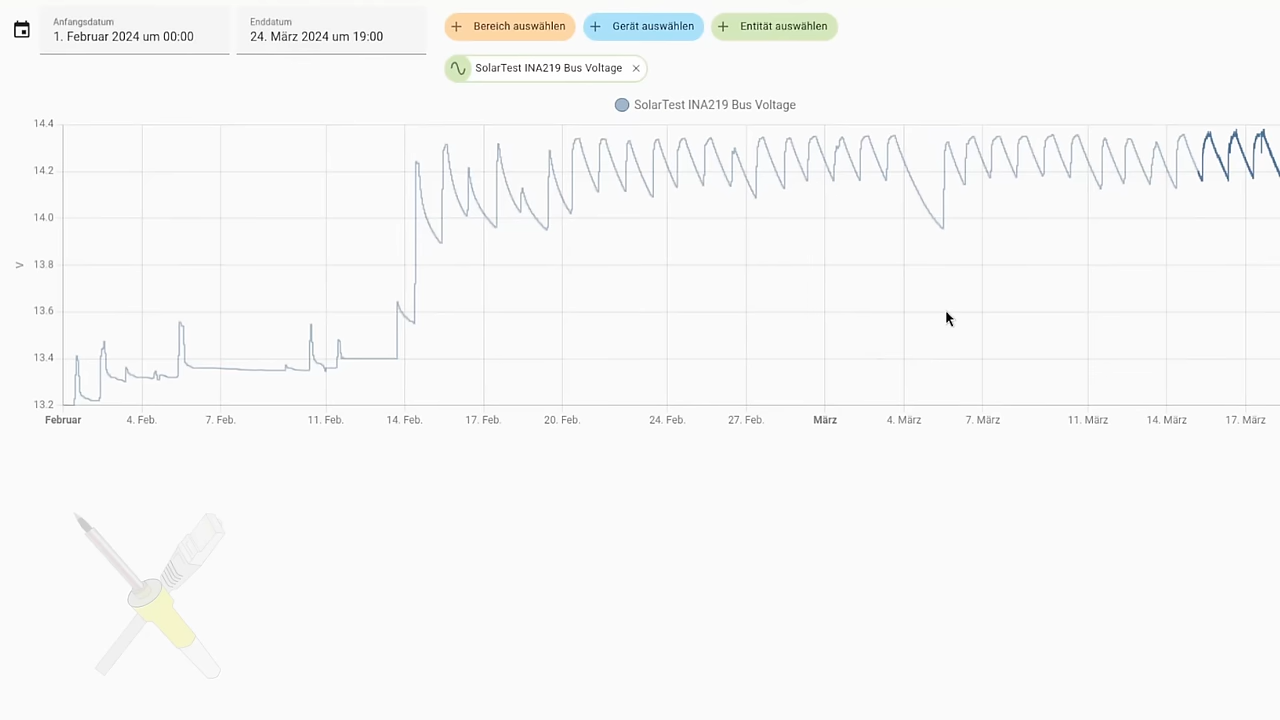 Anfangsdatum
1. Februar 2024 um 00:00
Enddatum
24. März 2024 um 19:00
Bereich auswählen
Gerät auswählen
Entität auswählen
SolarTest INA219 Bus Voltage
SolarTest INA219 Bus Voltage
14.4
14.2
14.0
13.8
13.6
13.4
13.2
V
Februar 4. Feb. 7. Feb. 11. Feb. 14. Feb. 17. Feb. 20. Feb. 24. Feb. 27. Feb. März 4. März 7. März 11. März 14. März 17. März